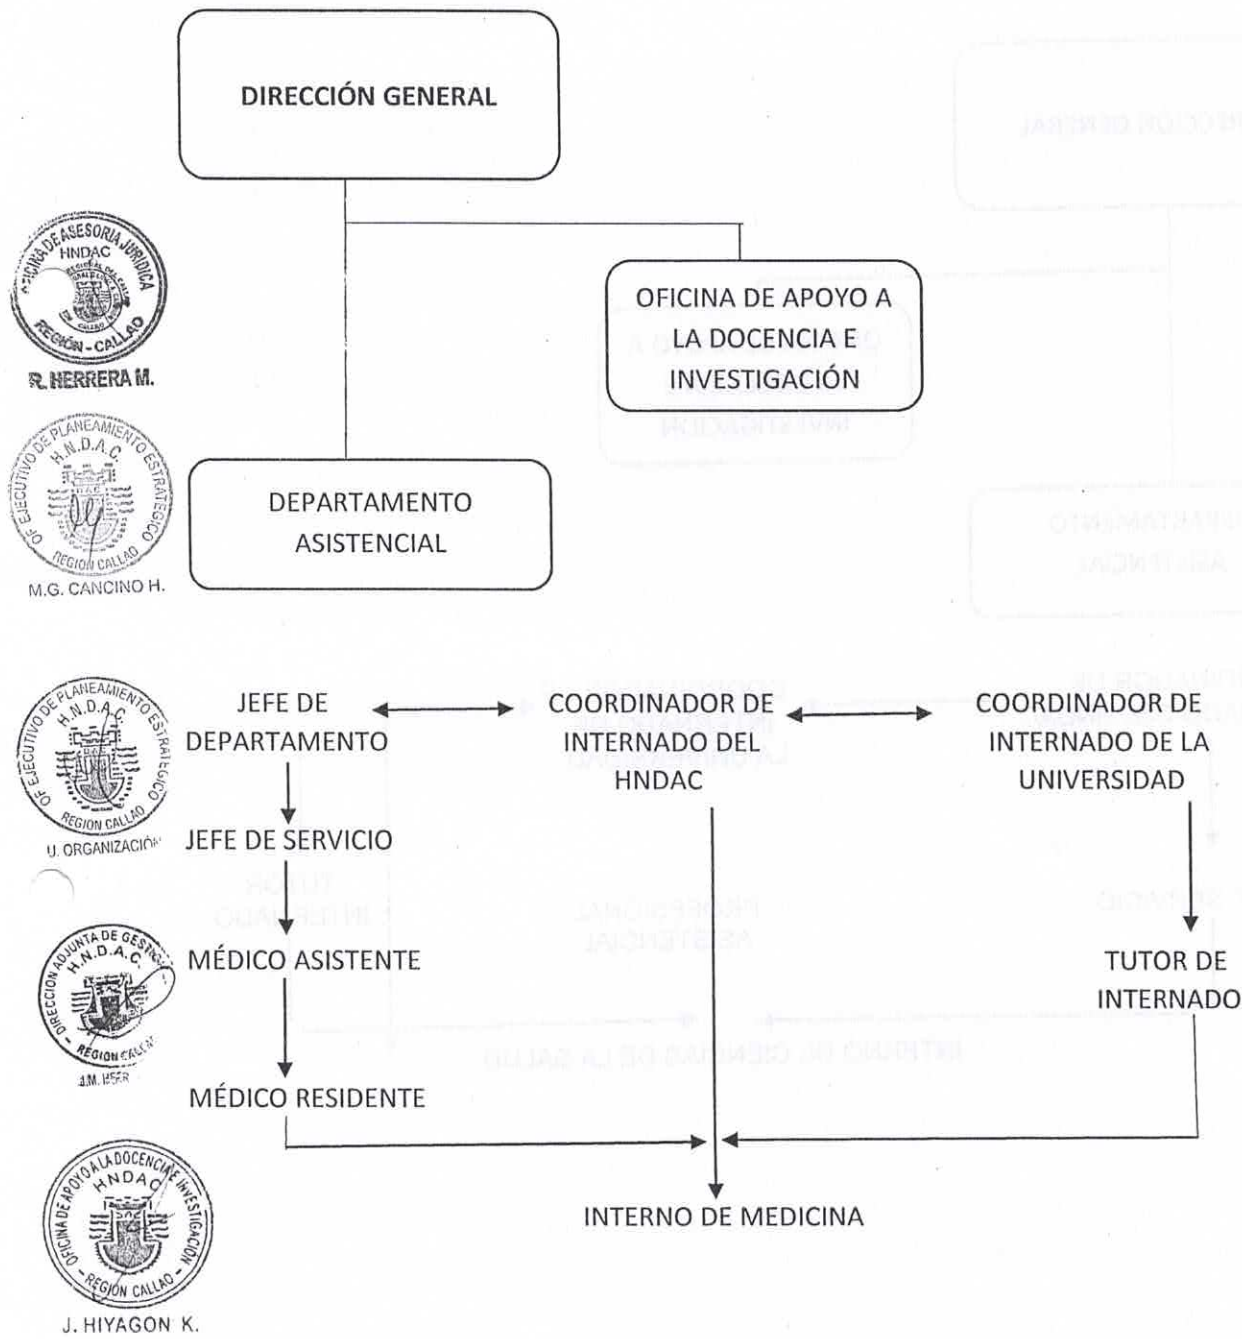 DIRECCIÓN GENERAL
OFICINA DE APOYO A
LA DOCENCIA E
INVESTIGACIÓN
DEPARTAMENTO
ASISTENCIAL
JEFE DE
DEPARTAMENTO
COORDINADOR DE
INTERNADO DEL
HNDAC
COORDINADOR DE
INTERNADO DE LA
UNIVERSIDAD
JEFE DE SERVICIO
MÉDICO ASISTENTE
TUTOR DE
INTERNADO
MÉDICO RESIDENTE
INTERNO DE MEDICINA
OFICINA DE ASESORIA JURIDICA
HNDAC
REGIÓN - CALLAO
R. HERRERA M.
OF EJECUTIVO DE PLANEAMIENTO ESTRATEGICO
H.N.D.A.C.
REGION CALLAO
M.G. CANCINO H.
OF EJECUTIVO DE PLANEAMIENTO ESTRATEGICO
H.N.D.A.C.
REGION CALLAO
U. ORGANIZACIÓN
DIRECCION ADJUNTA DE
H.N.D.A.C.
REGION
J.M.
OFICINA DE APOYO A LA DOCENCIA E INVESTIGACIÓN
HNDAC
- REGION CALLAO -
J. HIYAGON K.